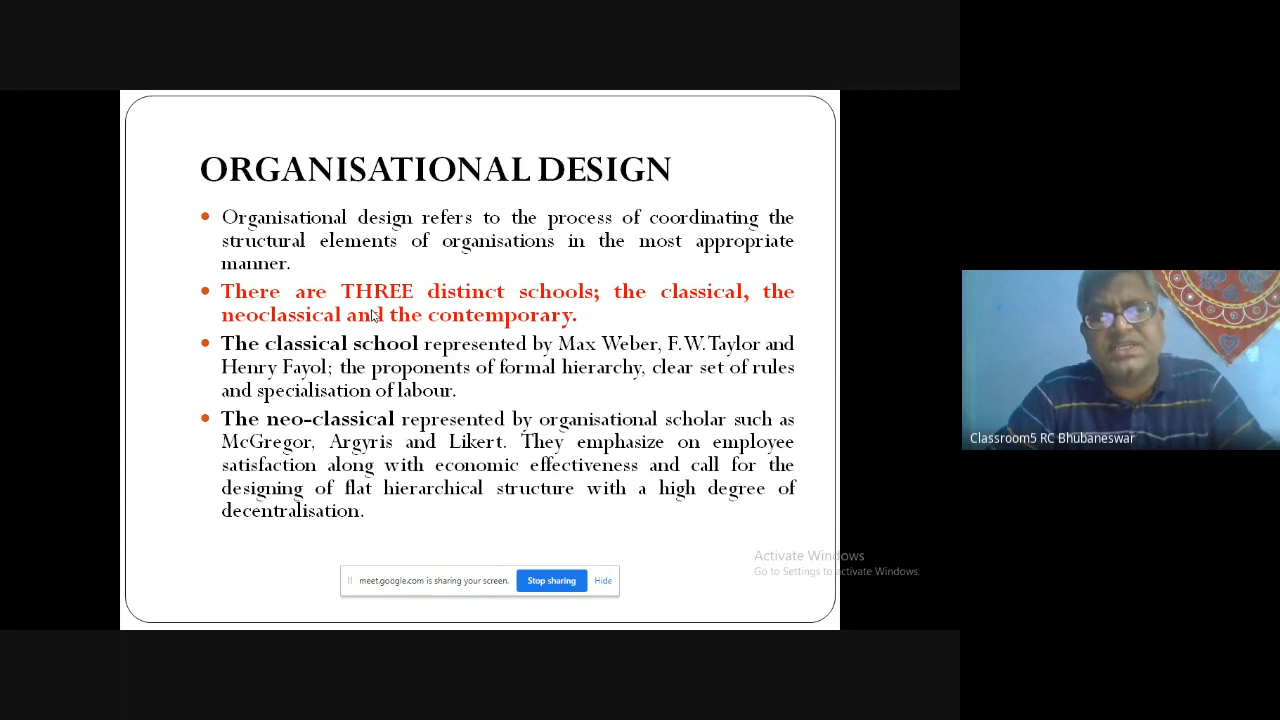 ORGANISATIONAL DESIGN
• Organisational design refers to the process of coordinating the
structural elements of organisations in the most appropriate
manner.
• There are THREE distinct schools; the classical, the
neoclassical and the contemporary.
• The classical school represented by Max Weber, F.W.Taylor and
Henry Fayol; the proponents of formal hierarchy, clear set of rules
and specialisation of labour.
• The neo-classical represented by organisational scholar such as
McGregor, Argyris and Likert. They emphasize on employee
satisfaction along with economic effectiveness and call for the
designing of flat hierarchical structure with a high degree of
decentralisation.
meet.google.com is sharing your screen. Stop sharing Hide
Activate Windows
Go to Settings to activate Windows.
Classroom5 RC Bhubaneswar